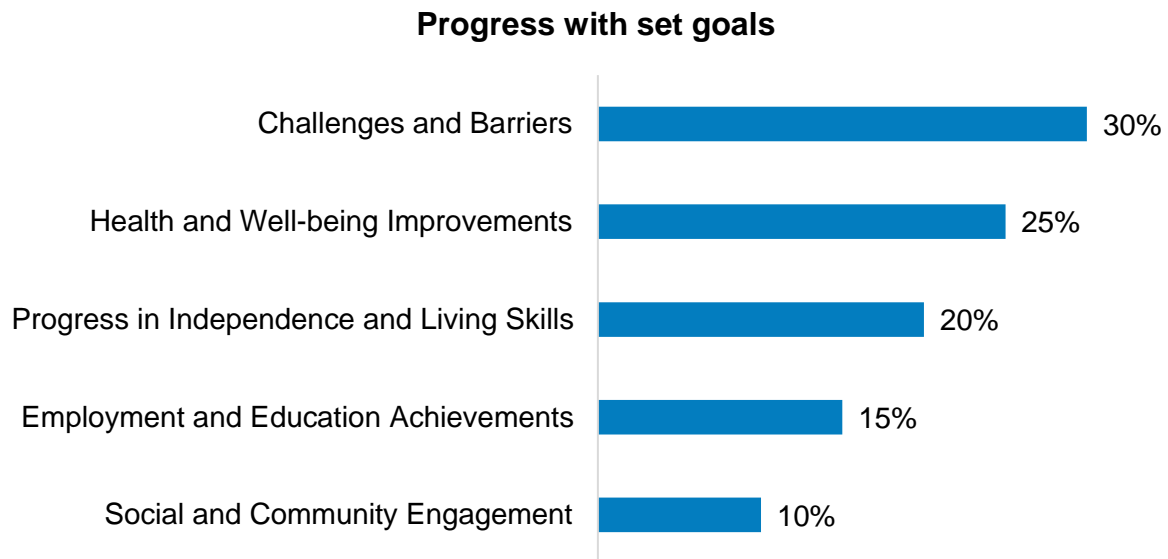 Progress with set goals
Challenges and Barriers 30%
Health and Well-being Improvements 25%
Progress in Independence and Living Skills 20%
Employment and Education Achievements 15%
Social and Community Engagement 10%